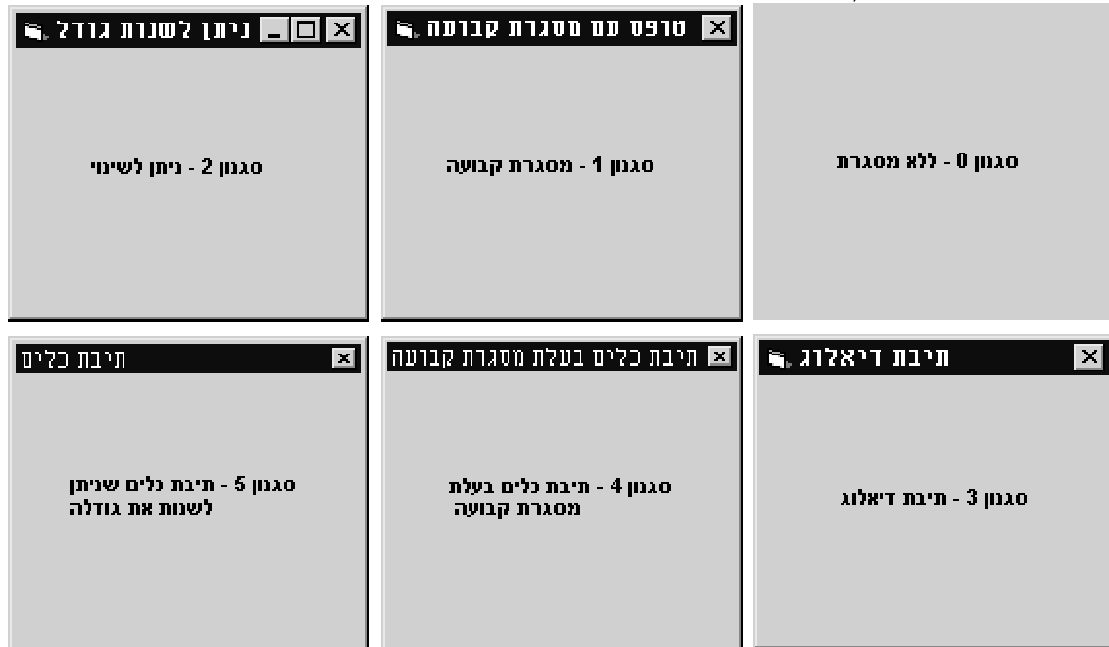 סגנון 0 - ללא מסגרת
טופס עם מסגרת קבועה
סגנון 1 - מסגרת קבועה
ניתן לשנות גודל
סגנון 2 - ניתן לשינוי
תיבת דיאלוג
סגנון 3 - תיבת דיאלוג
תיבת כלים בעלת מסגרת קבועה
סגנון 4 - תיבת כלים בעלת
מסגרת קבועה
תיבת כלים
סגנון 5 - תיבת כלים שניתן
לשנות את גודלה